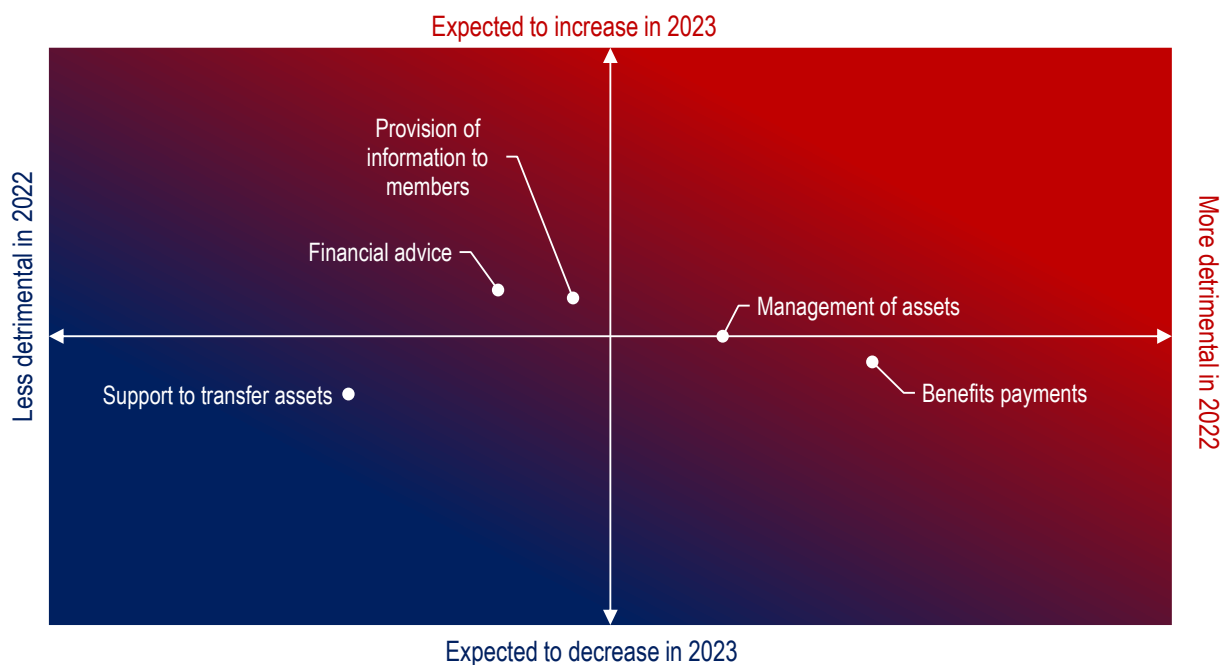 Expected to increase in 2023
Provision of
information to
members
Financial advice
Management of assets
Support to transfer assets
Benefits payments
Less detrimental in 2022
More detrimental in 2022
Expected to decrease in 2023